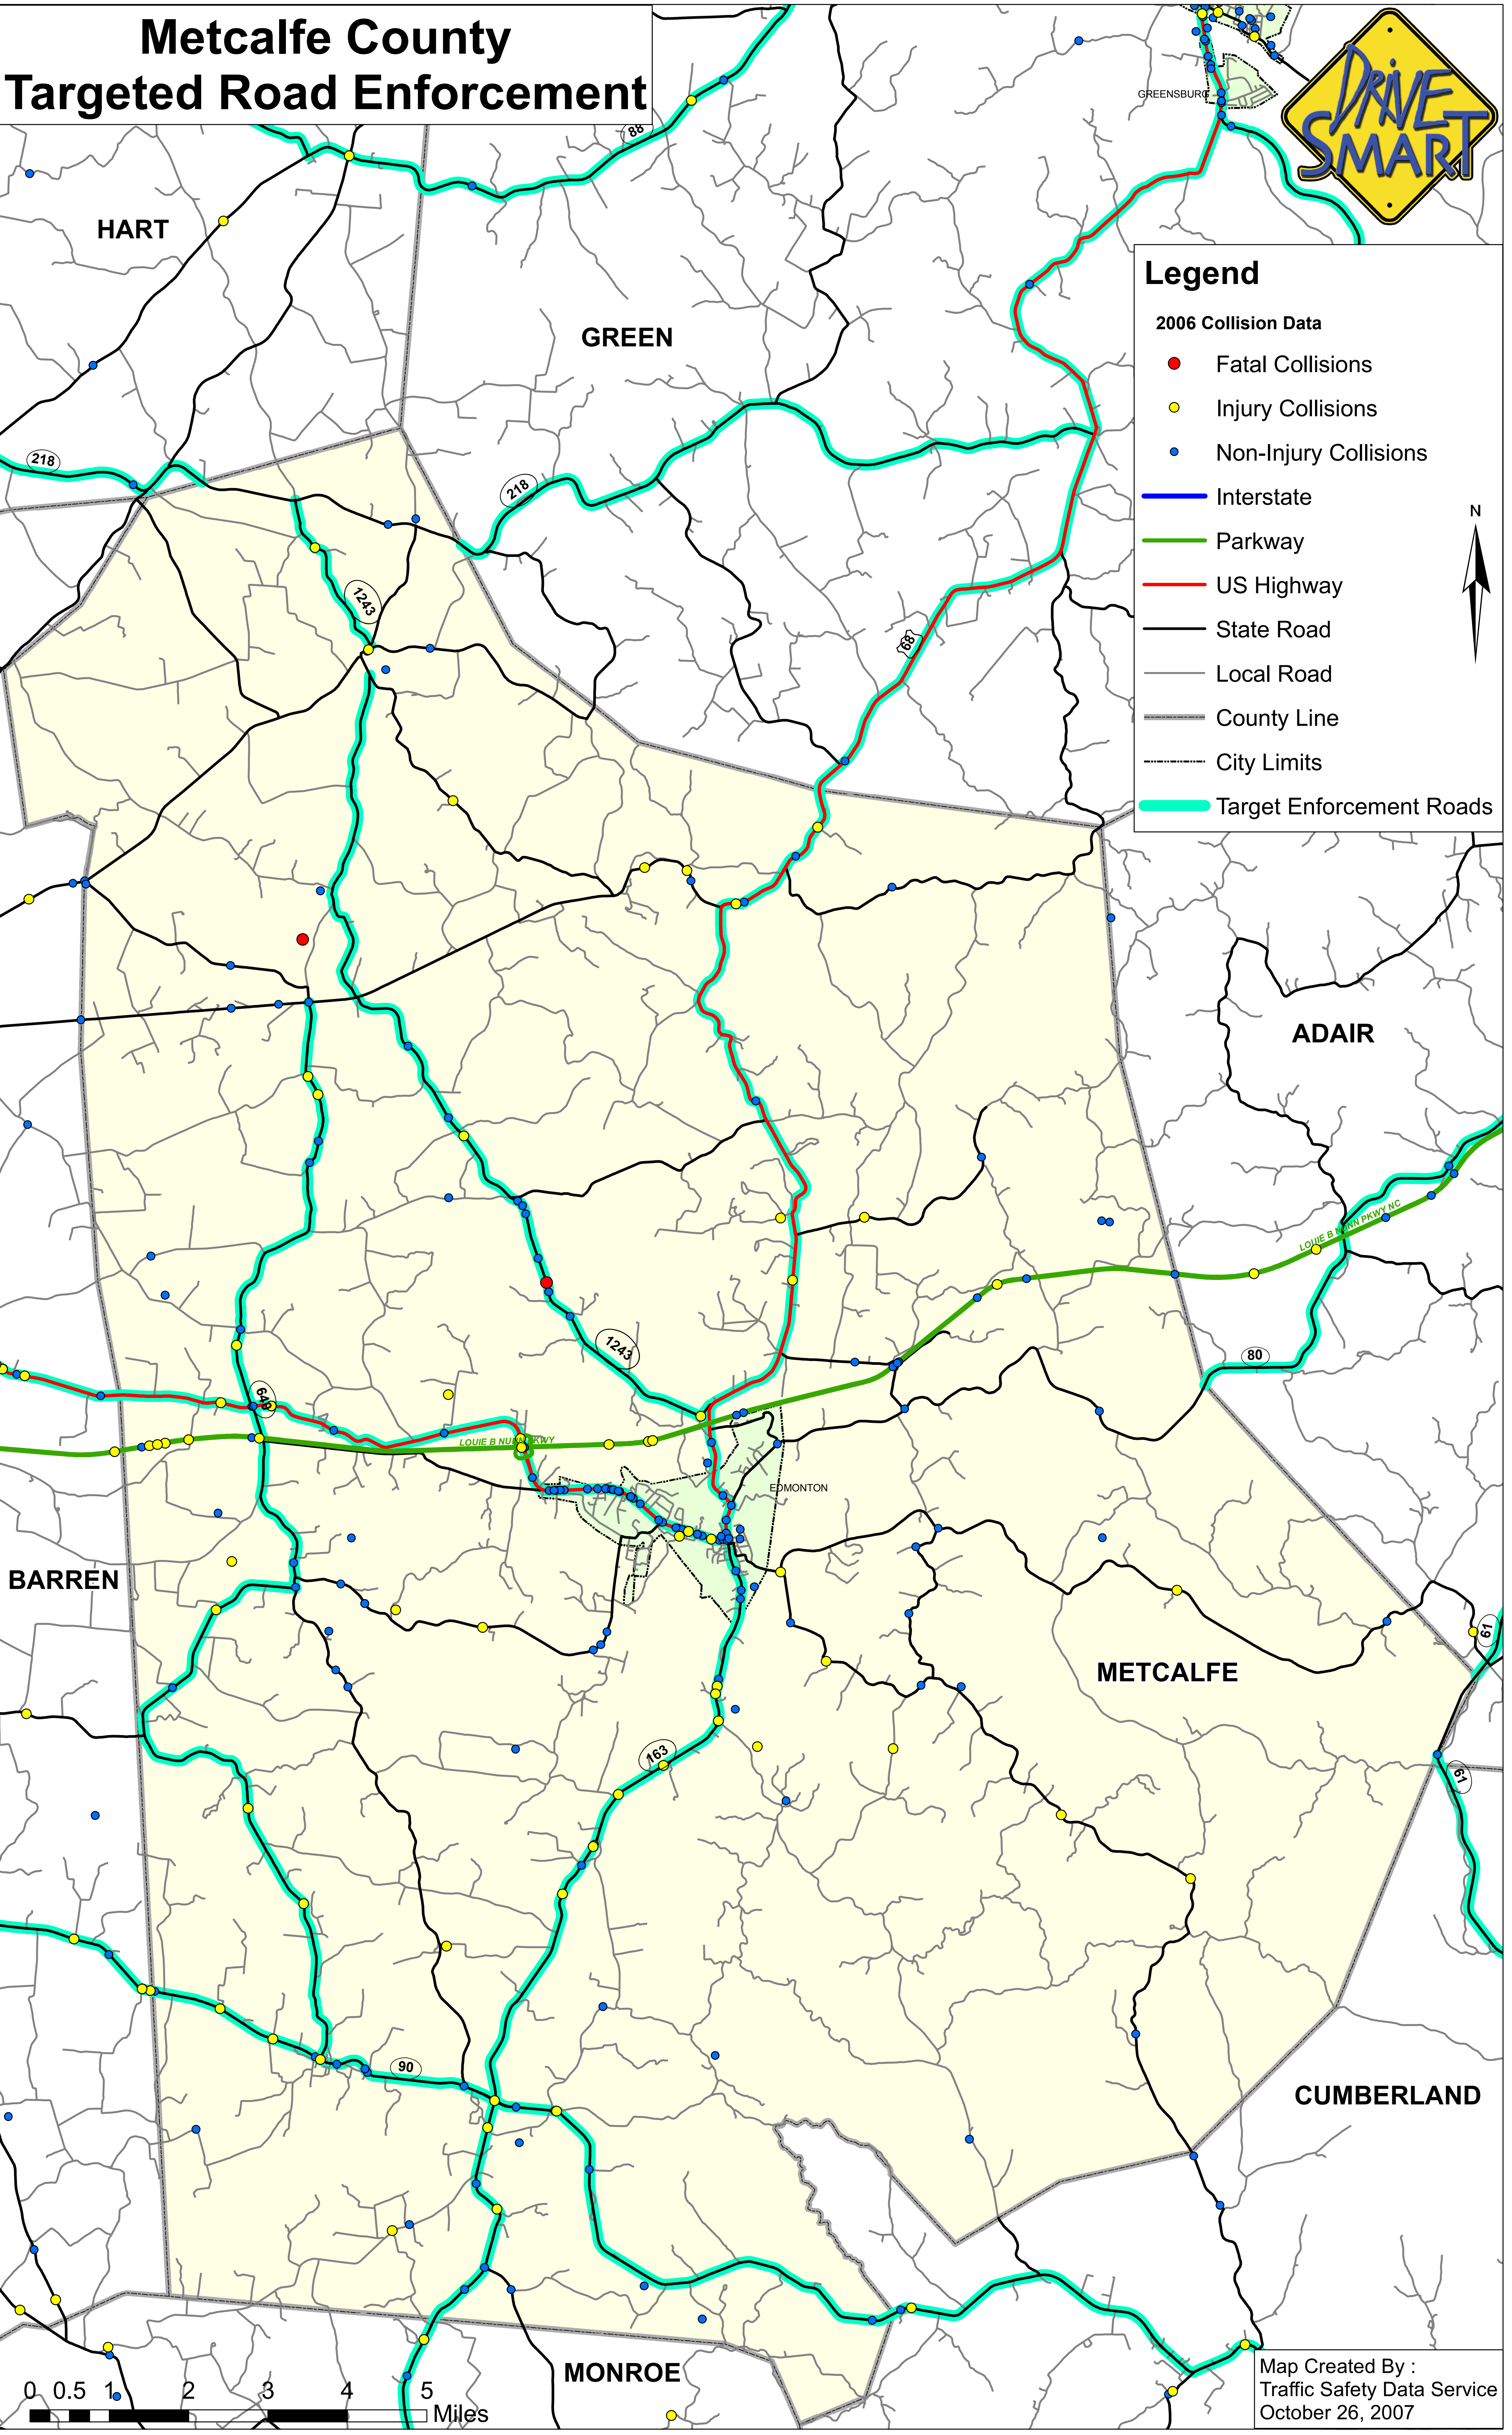 Metcalfe County
Targeted Road Enforcement
DRIVE
SMART
GREENSBURG
88
HART
GREEN
Legend
2006 Collision Data
Fatal Collisions
Injury Collisions
Non-Injury Collisions
Interstate
Parkway
US Highway
State Road
Local Road
County Line
City Limits
Target Enforcement Roads
N
218
218
1243
68
ADAIR
LOUIE B NUNN PKWY NC
1243
80
640
LOUIE B NUNN PKWY
EDMONTON
BARREN
61
METCALFE
163
61
90
CUMBERLAND
MONROE
0 0.5 1 2 3 4 5
Miles
Map Created By :
Traffic Safety Data Service
October 26, 2007